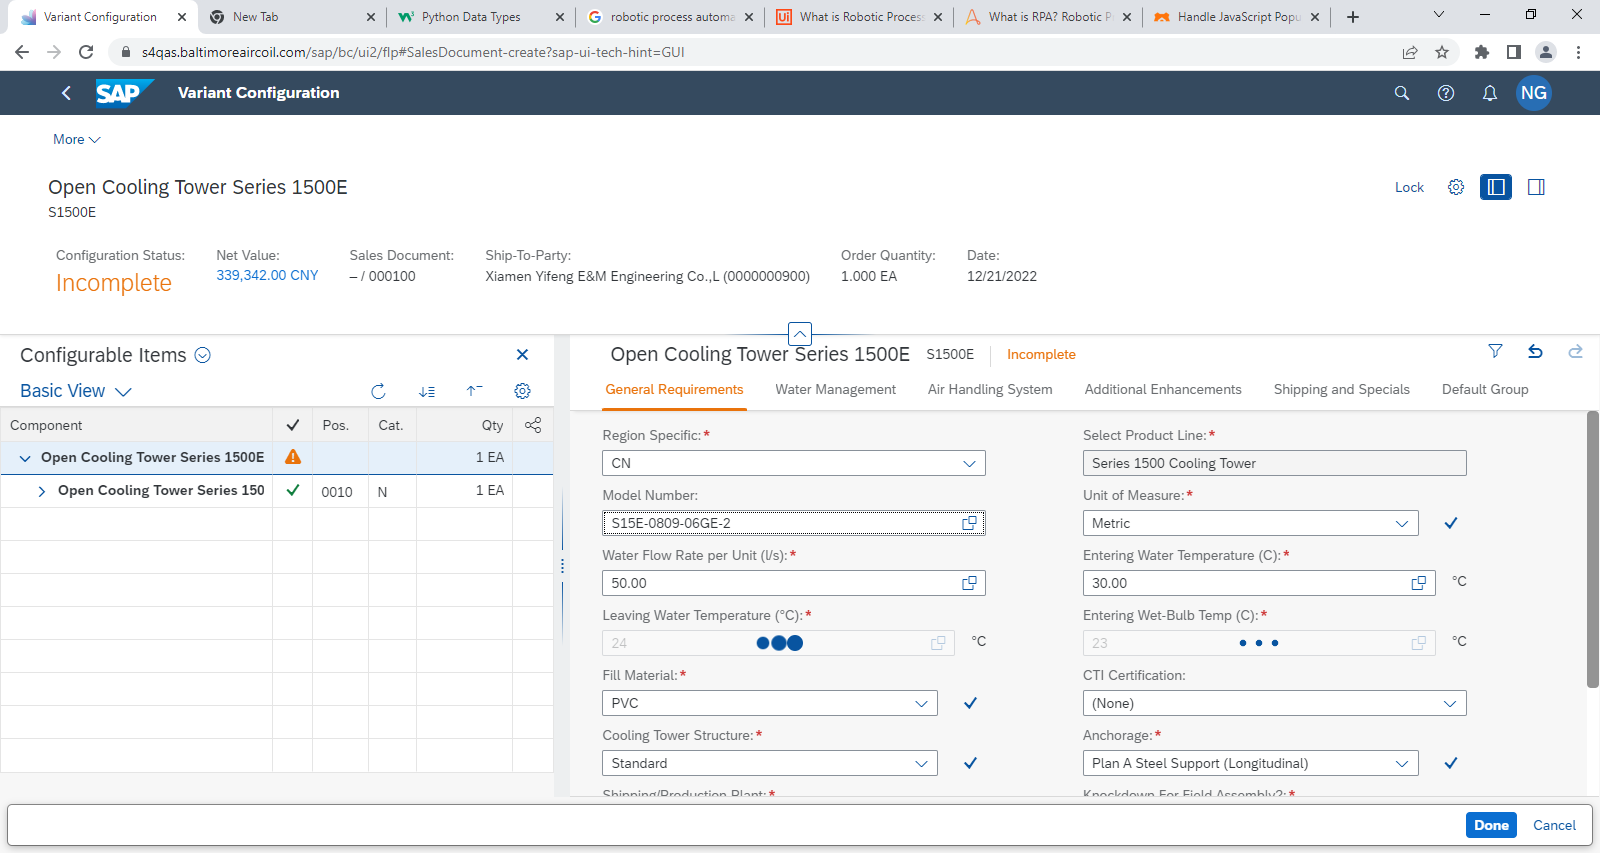 Variant Configuration
New Tab
Python Data Types
robotic process automa
What is Robotic Process
What is RPA? Robotic P
Handle JavaScript Popu
s4qas.baltimoreaircoil.com/sap/bc/ui2/flp#SalesDocument-create?sap-ui-tech-hint=GUI
SAP
Variant Configuration
NG
More
Open Cooling Tower Series 1500E
S1500E
Lock
Configuration Status:
Incomplete
Net Value:
339,342.00 CNY
Sales Document:
– / 000100
Ship-To-Party:
Xiamen Yifeng E&M Engineering Co.,L (0000000900)
Order Quantity:
1.000 EA
Date:
12/21/2022
Configurable Items
Basic View
Component Pos. Cat. Qty
Open Cooling Tower Series 1500E 1 EA
Open Cooling Tower Series 150 0010 N 1 EA
Open Cooling Tower Series 1500E S1500E Incomplete
General Requirements Water Management Air Handling System Additional Enhancements Shipping and Specials Default Group
Region Specific:*
CN
Select Product Line:*
Series 1500 Cooling Tower
Model Number:
S15E-0809-06GE-2
Unit of Measure:*
Metric
Water Flow Rate per Unit (l/s):*
50.00
Entering Water Temperature (C):*
30.00 °C
Leaving Water Temperature (°C):*
24 °C
Entering Wet-Bulb Temp (C):*
23 °C
Fill Material:*
PVC
CTI Certification:
(None)
Cooling Tower Structure:*
Standard
Anchorage:*
Plan A Steel Support (Longitudinal)
Shipping/Production Plant:*
Knockdown For Field Assembly?:*
Done
Cancel